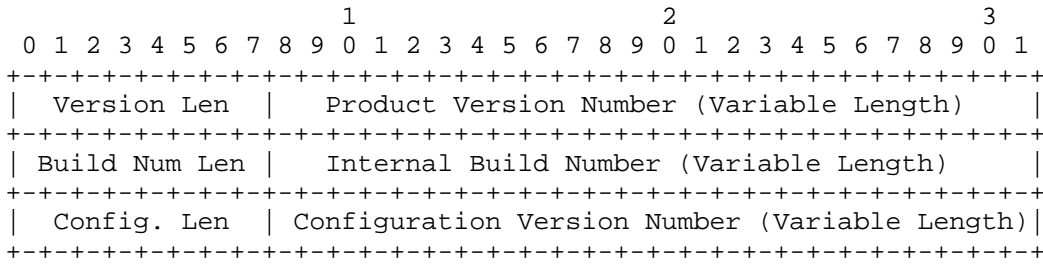 1                   2                   3
 0 1 2 3 4 5 6 7 8 9 0 1 2 3 4 5 6 7 8 9 0 1 2 3 4 5 6 7 8 9 0 1
+-+-+-+-+-+-+-+-+-+-+-+-+-+-+-+-+-+-+-+-+-+-+-+-+-+-+-+-+-+-+-+-+
|  Version Len  |   Product Version Number (Variable Length)    |
+-+-+-+-+-+-+-+-+-+-+-+-+-+-+-+-+-+-+-+-+-+-+-+-+-+-+-+-+-+-+-+-+
| Build Num Len |   Internal Build Number (Variable Length)     |
+-+-+-+-+-+-+-+-+-+-+-+-+-+-+-+-+-+-+-+-+-+-+-+-+-+-+-+-+-+-+-+-+
|  Config. Len  | Configuration Version Number (Variable Length)|
+-+-+-+-+-+-+-+-+-+-+-+-+-+-+-+-+-+-+-+-+-+-+-+-+-+-+-+-+-+-+-+-+